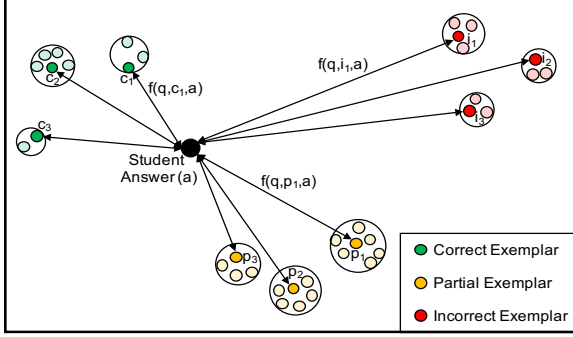 i₁
i₂
f(q,i₁,a)
c₁
c₂
f(q,c₁,a)
c₃
i₃
Student
Answer (a)
f(q,p₁,a)
p₁
p₃
p₂
Correct Exemplar
Partial Exemplar
Incorrect Exemplar